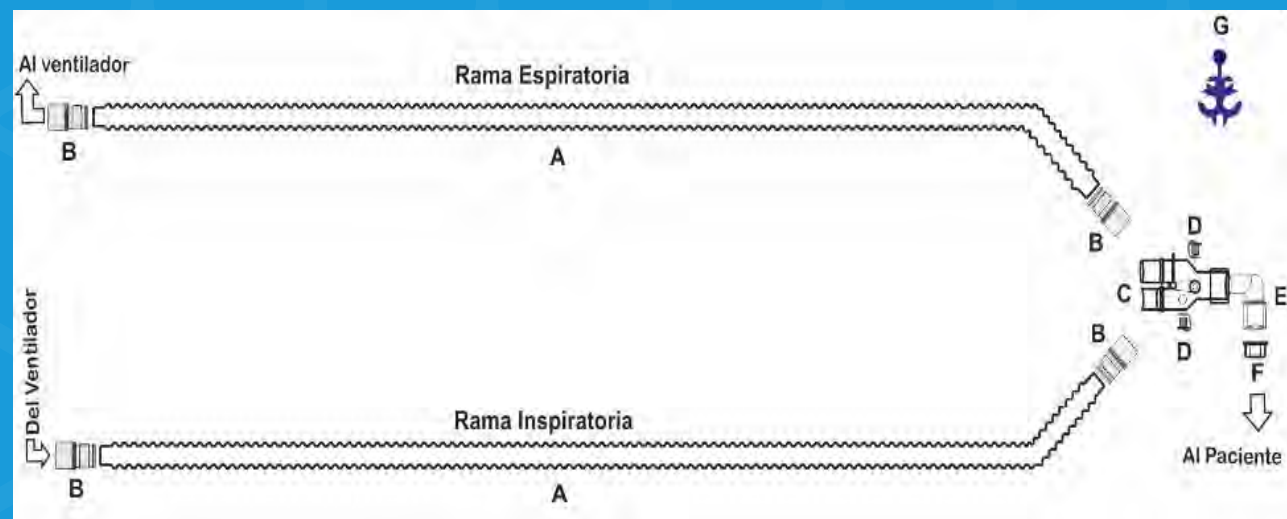 G
Al ventilador
Rama Espiratoria
B
A
B
D
C
E
B
D
F
Del Ventilador
Rama Inspiratoria
Al Paciente
B
A